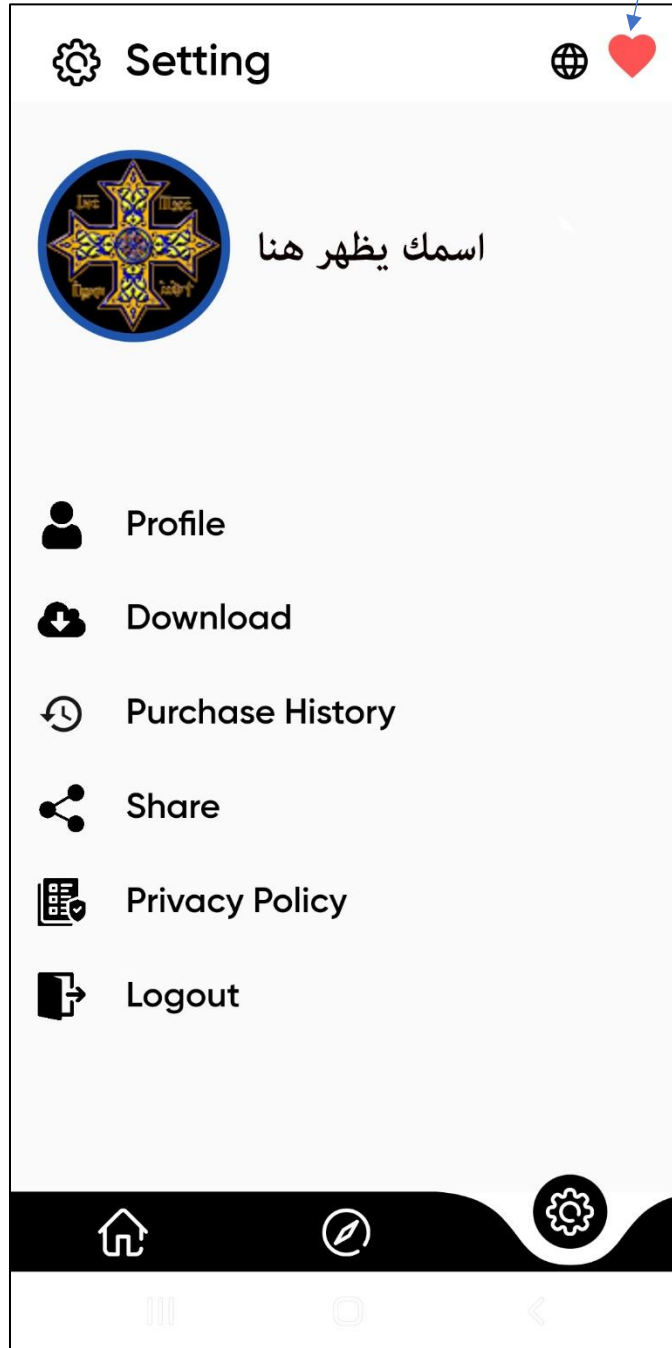 Setting
اسمك يظهر هنا
Profile
Download
Purchase History
Share
Privacy Policy
Logout